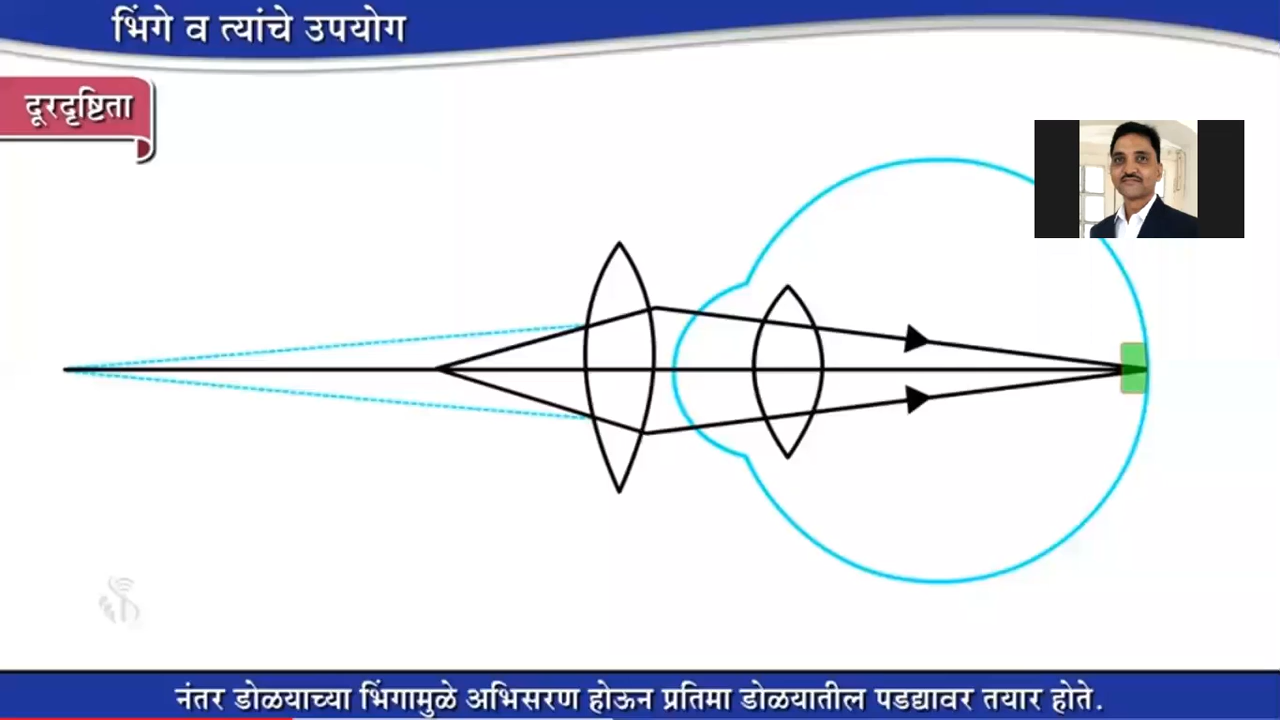 भिंगे व त्यांचे उपयोग
दूरदृष्टिता
नंतर डोळयाच्या भिंगामुळे अभिसरण होऊन प्रतिमा डोळयातील पडद्यावर तयार होते.